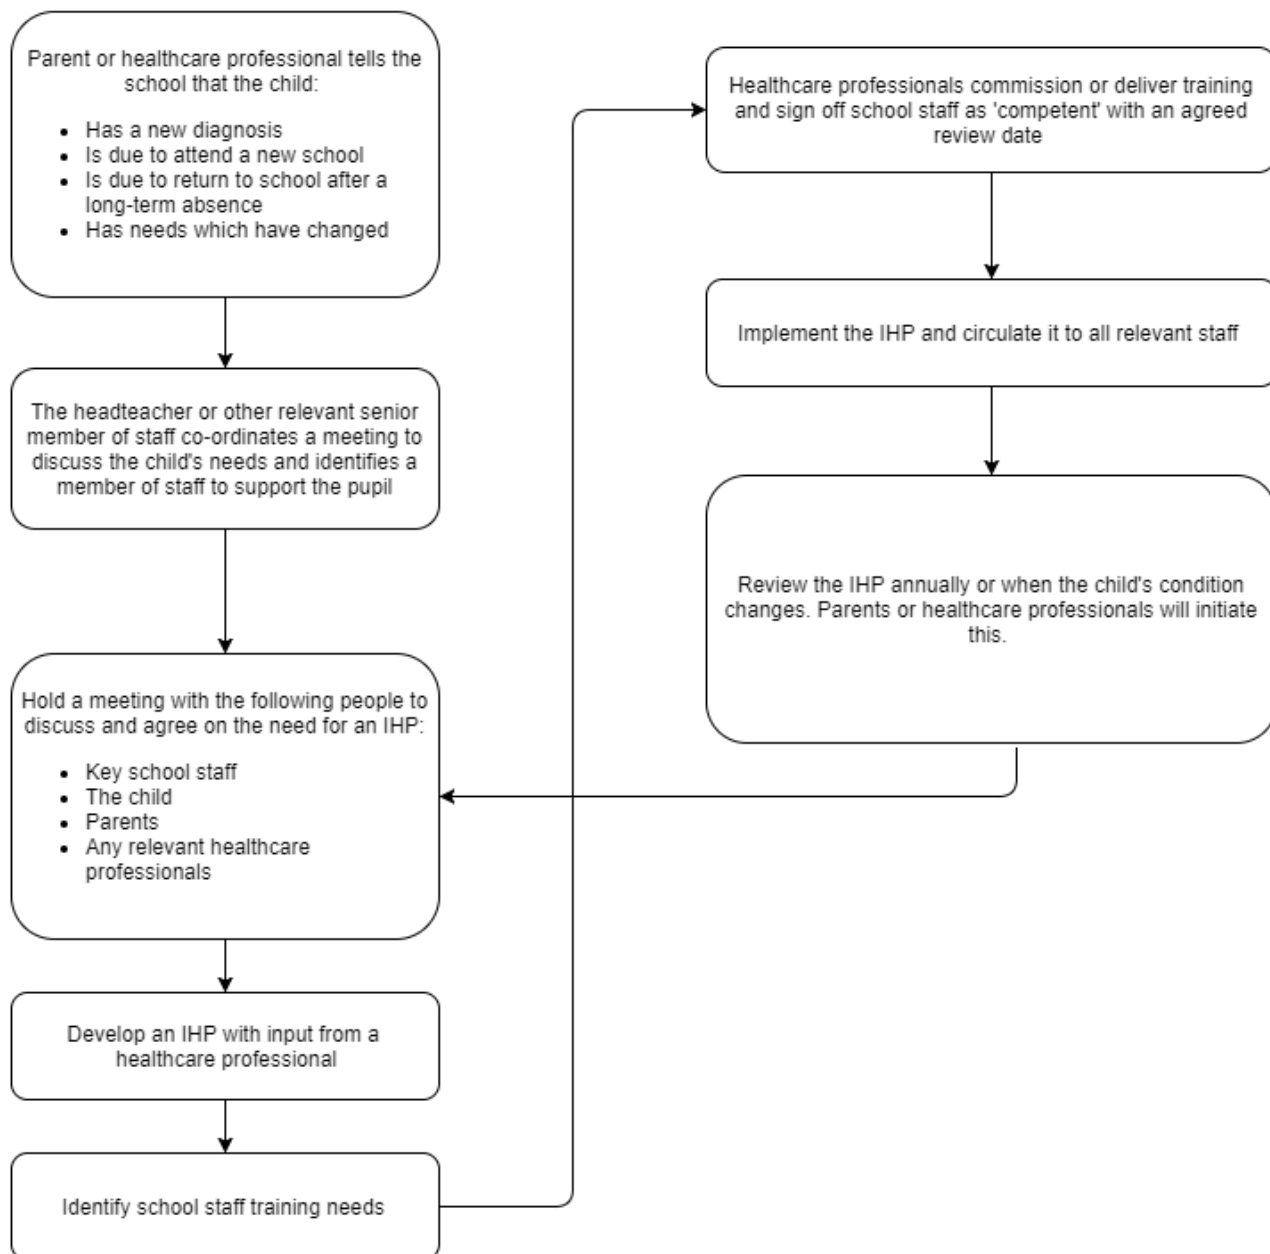 Parent or healthcare professional tells the
school that the child:
• Has a new diagnosis
• Is due to attend a new school
• Is due to return to school after a
long-term absence
• Has needs which have changed
The headteacher or other relevant senior
member of staff co-ordinates a meeting to
discuss the child's needs and identifies a
member of staff to support the pupil
Hold a meeting with the following people to
discuss and agree on the need for an IHP:
• Key school staff
• The child
• Parents
• Any relevant healthcare
professionals
Develop an IHP with input from a
healthcare professional
Identify school staff training needs
Healthcare professionals commission or deliver training
and sign off school staff as 'competent' with an agreed
review date
Implement the IHP and circulate it to all relevant staff
Review the IHP annually or when the child's condition
changes. Parents or healthcare professionals will initiate
this.